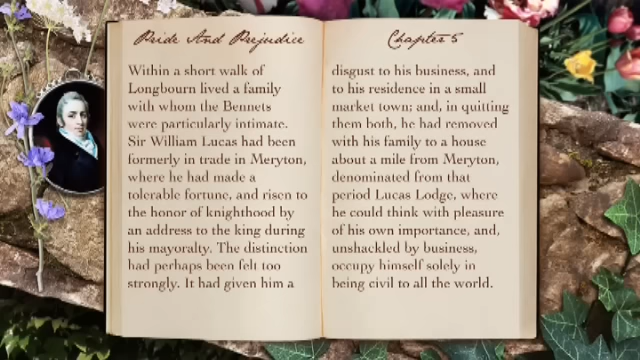 Pride And Prejudice
Within a short walk of
Longbourn lived a family
with whom the Bennets
were particularly intimate.
Sir William Lucas had been
formerly in trade in Meryton,
where he had made a
tolerable fortune, and risen to
the honor of knighthood by
an address to the king during
his mayoralty. The distinction
had perhaps been felt too
strongly. It had given him a
Chapter 5
disgust to his business, and
to his residence in a small
market town; and, in quitting
them both, he had removed
with his family to a house
about a mile from Meryton,
denominated from that
period Lucas Lodge, where
he could think with pleasure
of his own importance, and,
unshackled by business,
occupy himself solely in
being civil to all the world.